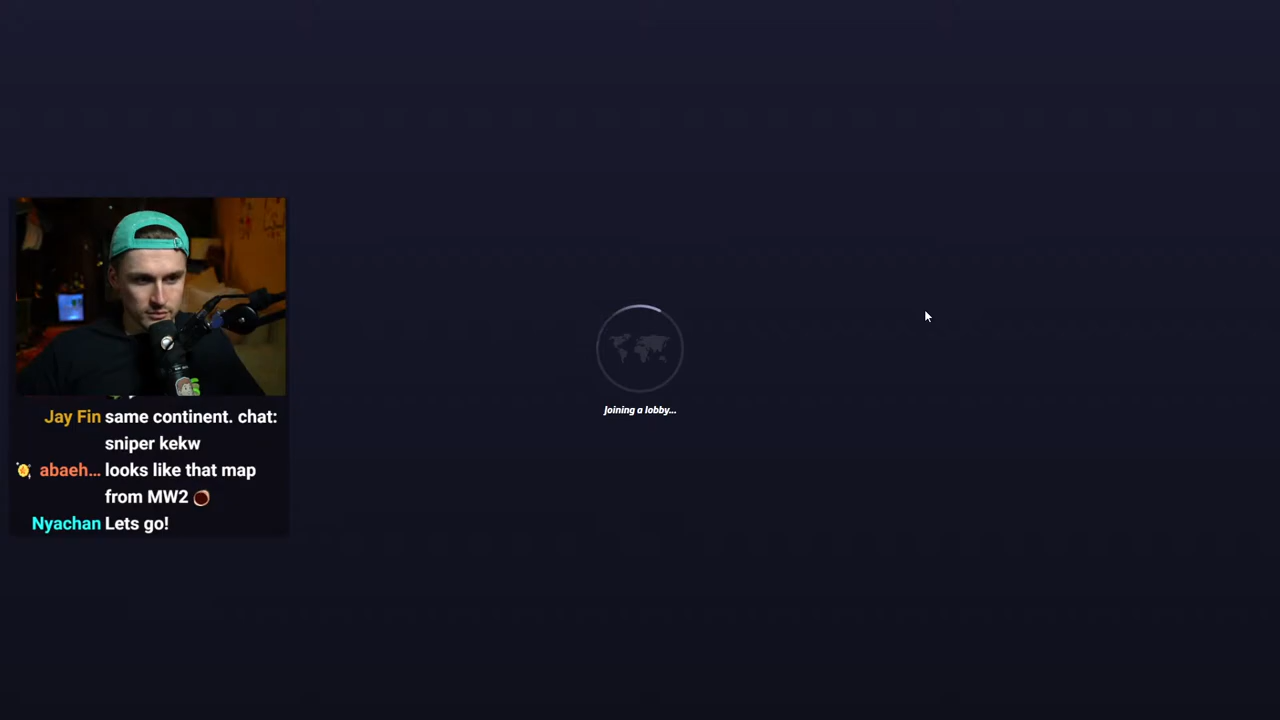 Joining a lobby...
Jay Fin same continent. chat:
sniper kekw
abaeh... looks like that map
from MW2
Nyachan Lets go!